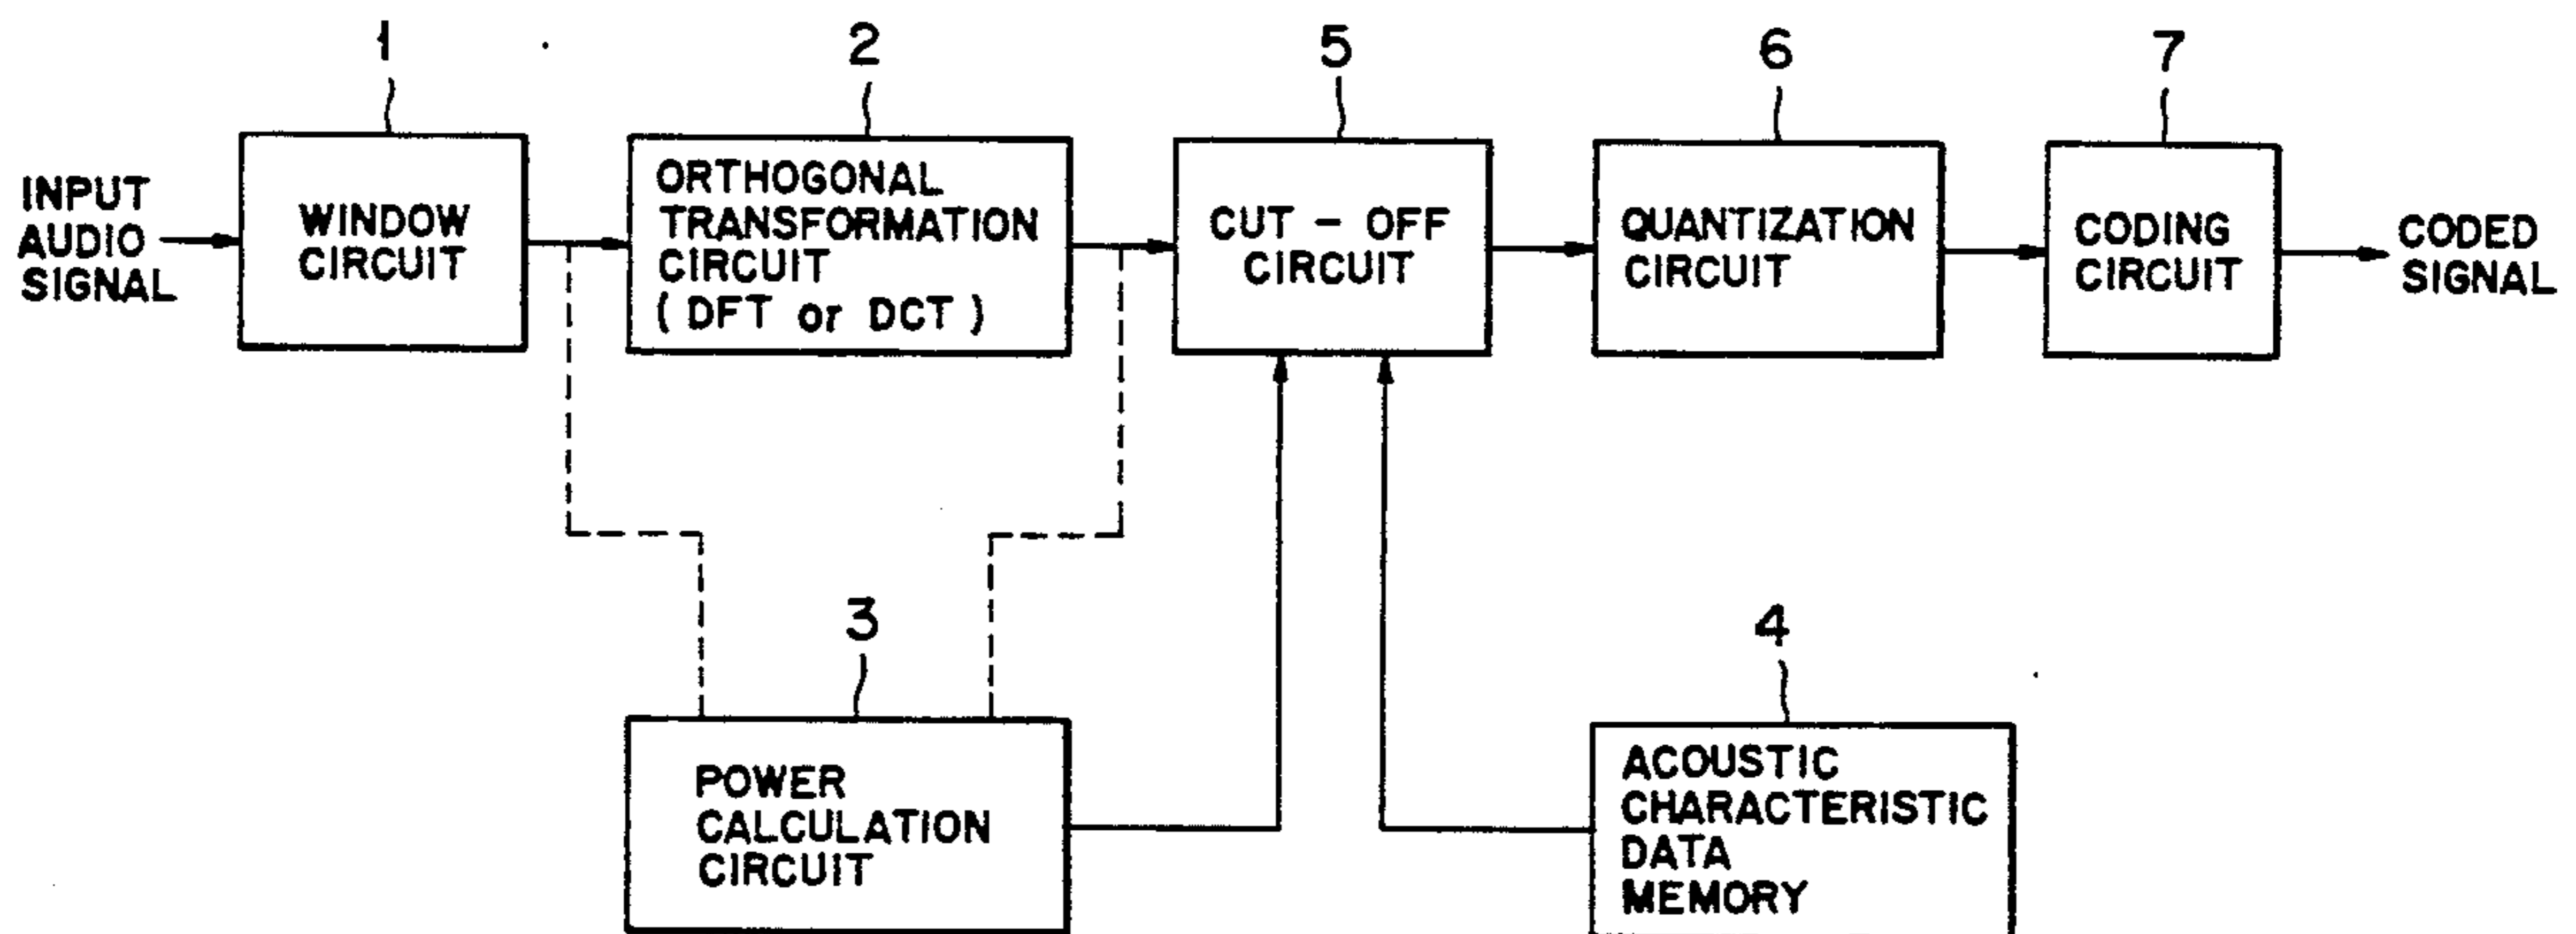 1
2
5
6
7
INPUT
AUDIO
SIGNAL
WINDOW
CIRCUIT
ORTHOGONAL
TRANSFORMATION
CIRCUIT
( DFT or DCT )
CUT - OFF
CIRCUIT
QUANTIZATION
CIRCUIT
CODING
CIRCUIT
CODED
SIGNAL
3
4
POWER
CALCULATION
CIRCUIT
ACOUSTIC
CHARACTERISTIC
DATA
MEMORY